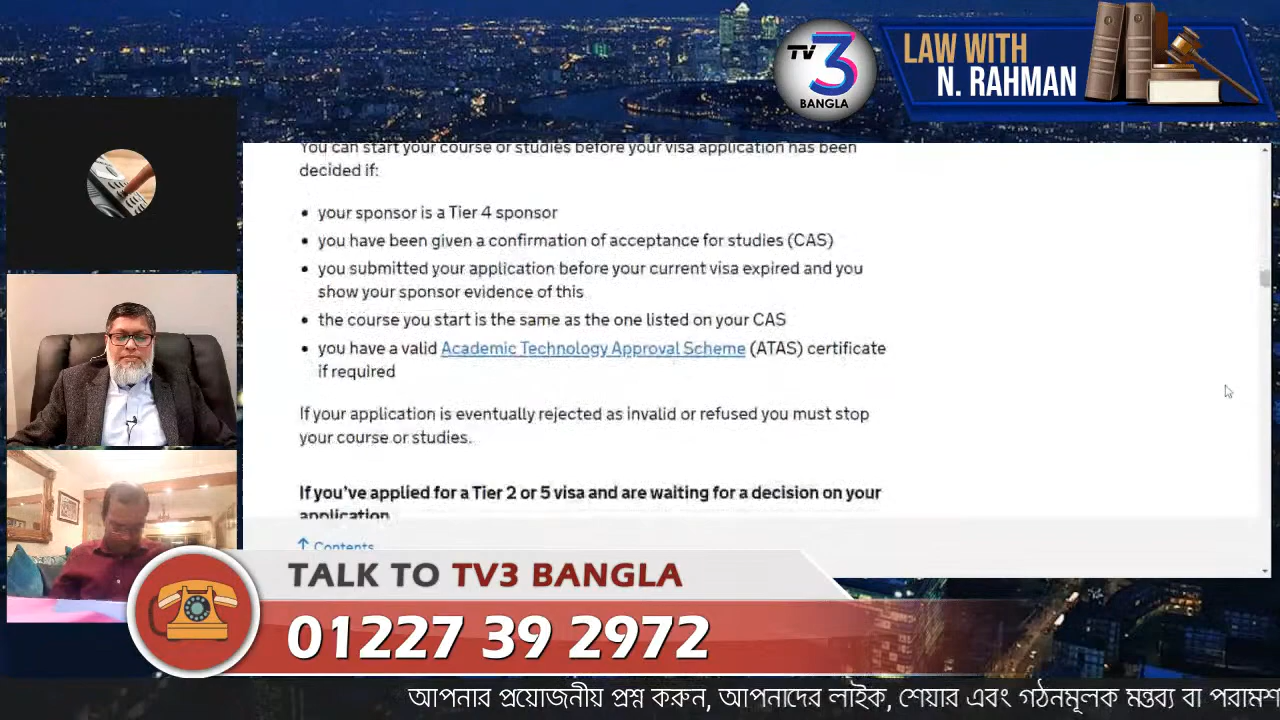 TV3
BANGLA
LAW WITH
N. RAHMAN
You can start your course or studies before your visa application has been
decided if:
• your sponsor is a Tier 4 sponsor
• you have been given a confirmation of acceptance for studies (CAS)
• you submitted your application before your current visa expired and you
show your sponsor evidence of this
• the course you start is the same as the one listed on your CAS
• you have a valid Academic Technology Approval Scheme (ATAS) certificate
if required
If your application is eventually rejected as invalid or refused you must stop
your course or studies.
If you've applied for a Tier 2 or 5 visa and are waiting for a decision on your
application
↑ Contents
TALK TO TV3 BANGLA
01227 39 2972
আপনার প্রয়োজনীয় প্রশ্ন করুন, আপনাদের লাইক, শেয়ার এবং গঠনমূলক মন্তব্য বা পরামর্শ